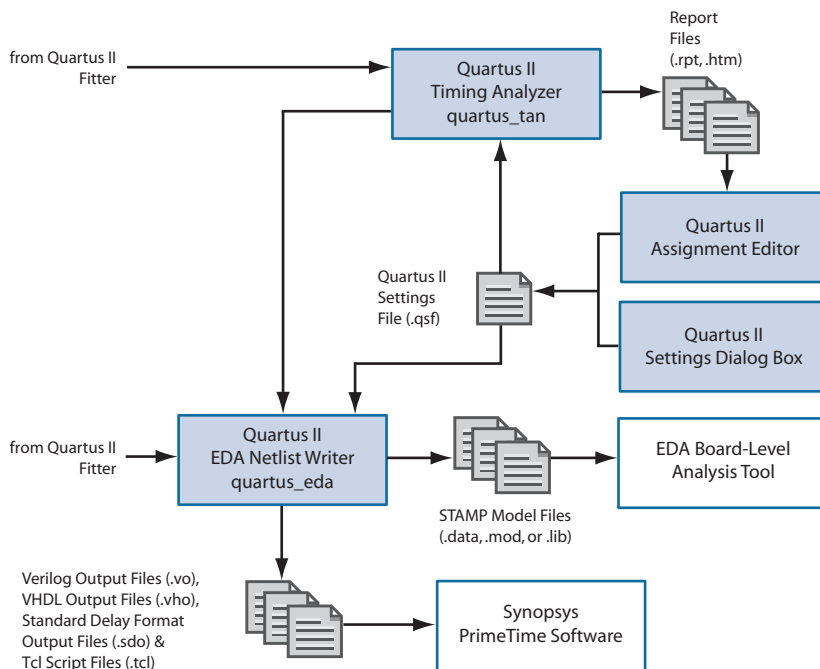 Report
Files
(.rpt, .htm)
from Quartus II
Fitter
Quartus II
Timing Analyzer
quartus_tan
Quartus II
Assignment Editor
Quartus II
Settings
File (.qsf)
Quartus II
Settings Dialog Box
from Quartus II
Fitter
Quartus II
EDA Netlist Writer
quartus_eda
EDA Board-Level
Analysis Tool
STAMP Model Files
(.data, .mod, or .lib)
Verilog Output Files (.vo),
VHDL Output Files (.vho),
Standard Delay Format
Output Files (.sdo) &
Tcl Script Files (.tcl)
Synopsys
PrimeTime Software